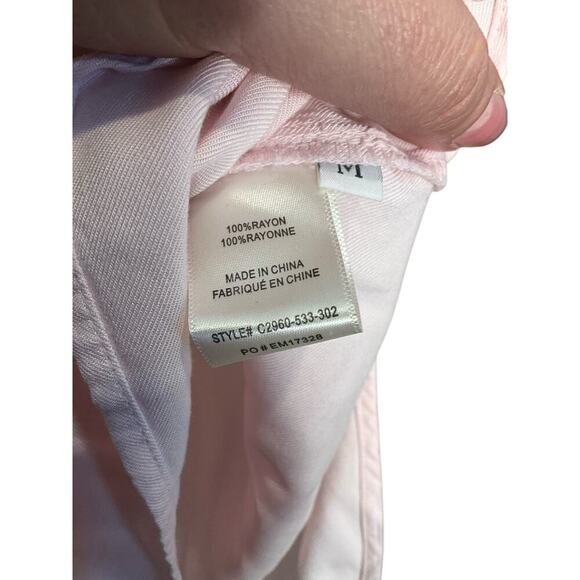 M
100%RAYON
100%RAYONNE
MADE IN CHINA
FABRIQUÉ EN CHINE
STYLE# C2960-533-302
PO # EM17328